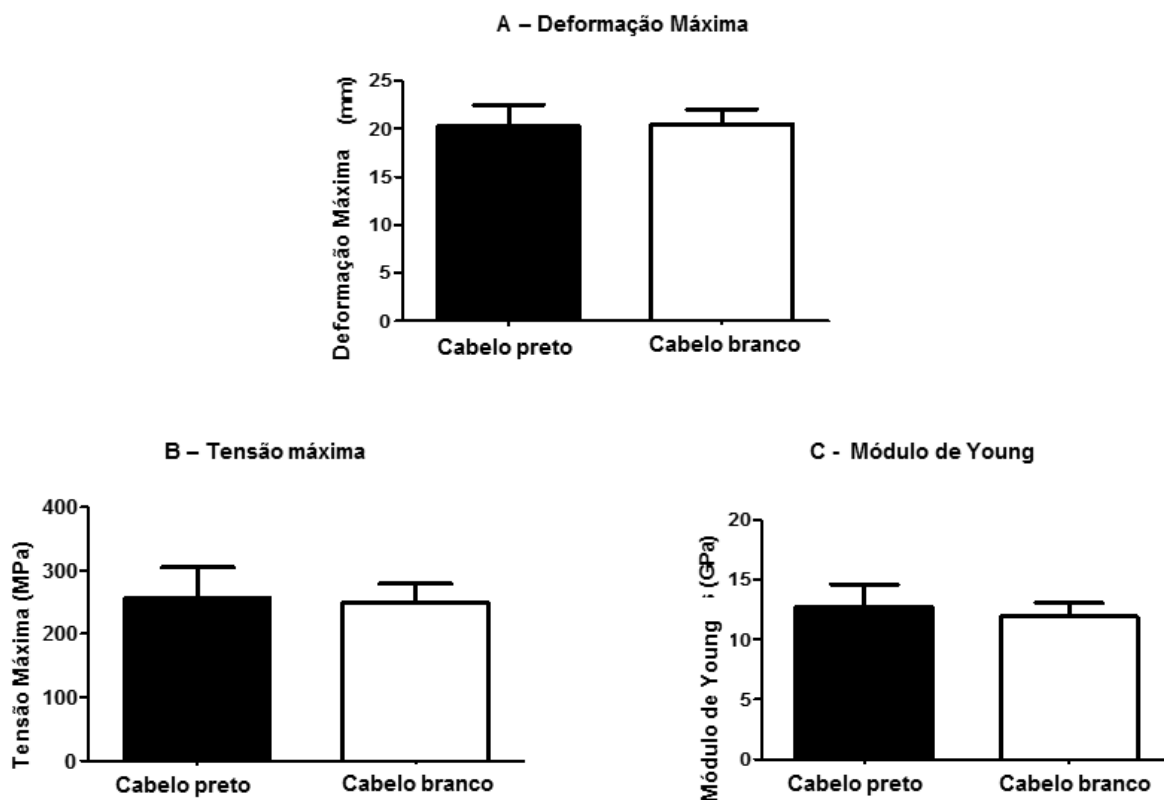 A – Deformação Máxima
Deformação Máxima (mm)
25
20
15
10
5
0
Cabelo preto
Cabelo branco
B – Tensão máxima
Tensão Máxima (MPa)
400
300
200
100
0
Cabelo preto
Cabelo branco
C - Módulo de Young
Módulo de Young (GPa)
20
15
10
5
0
Cabelo preto
Cabelo branco